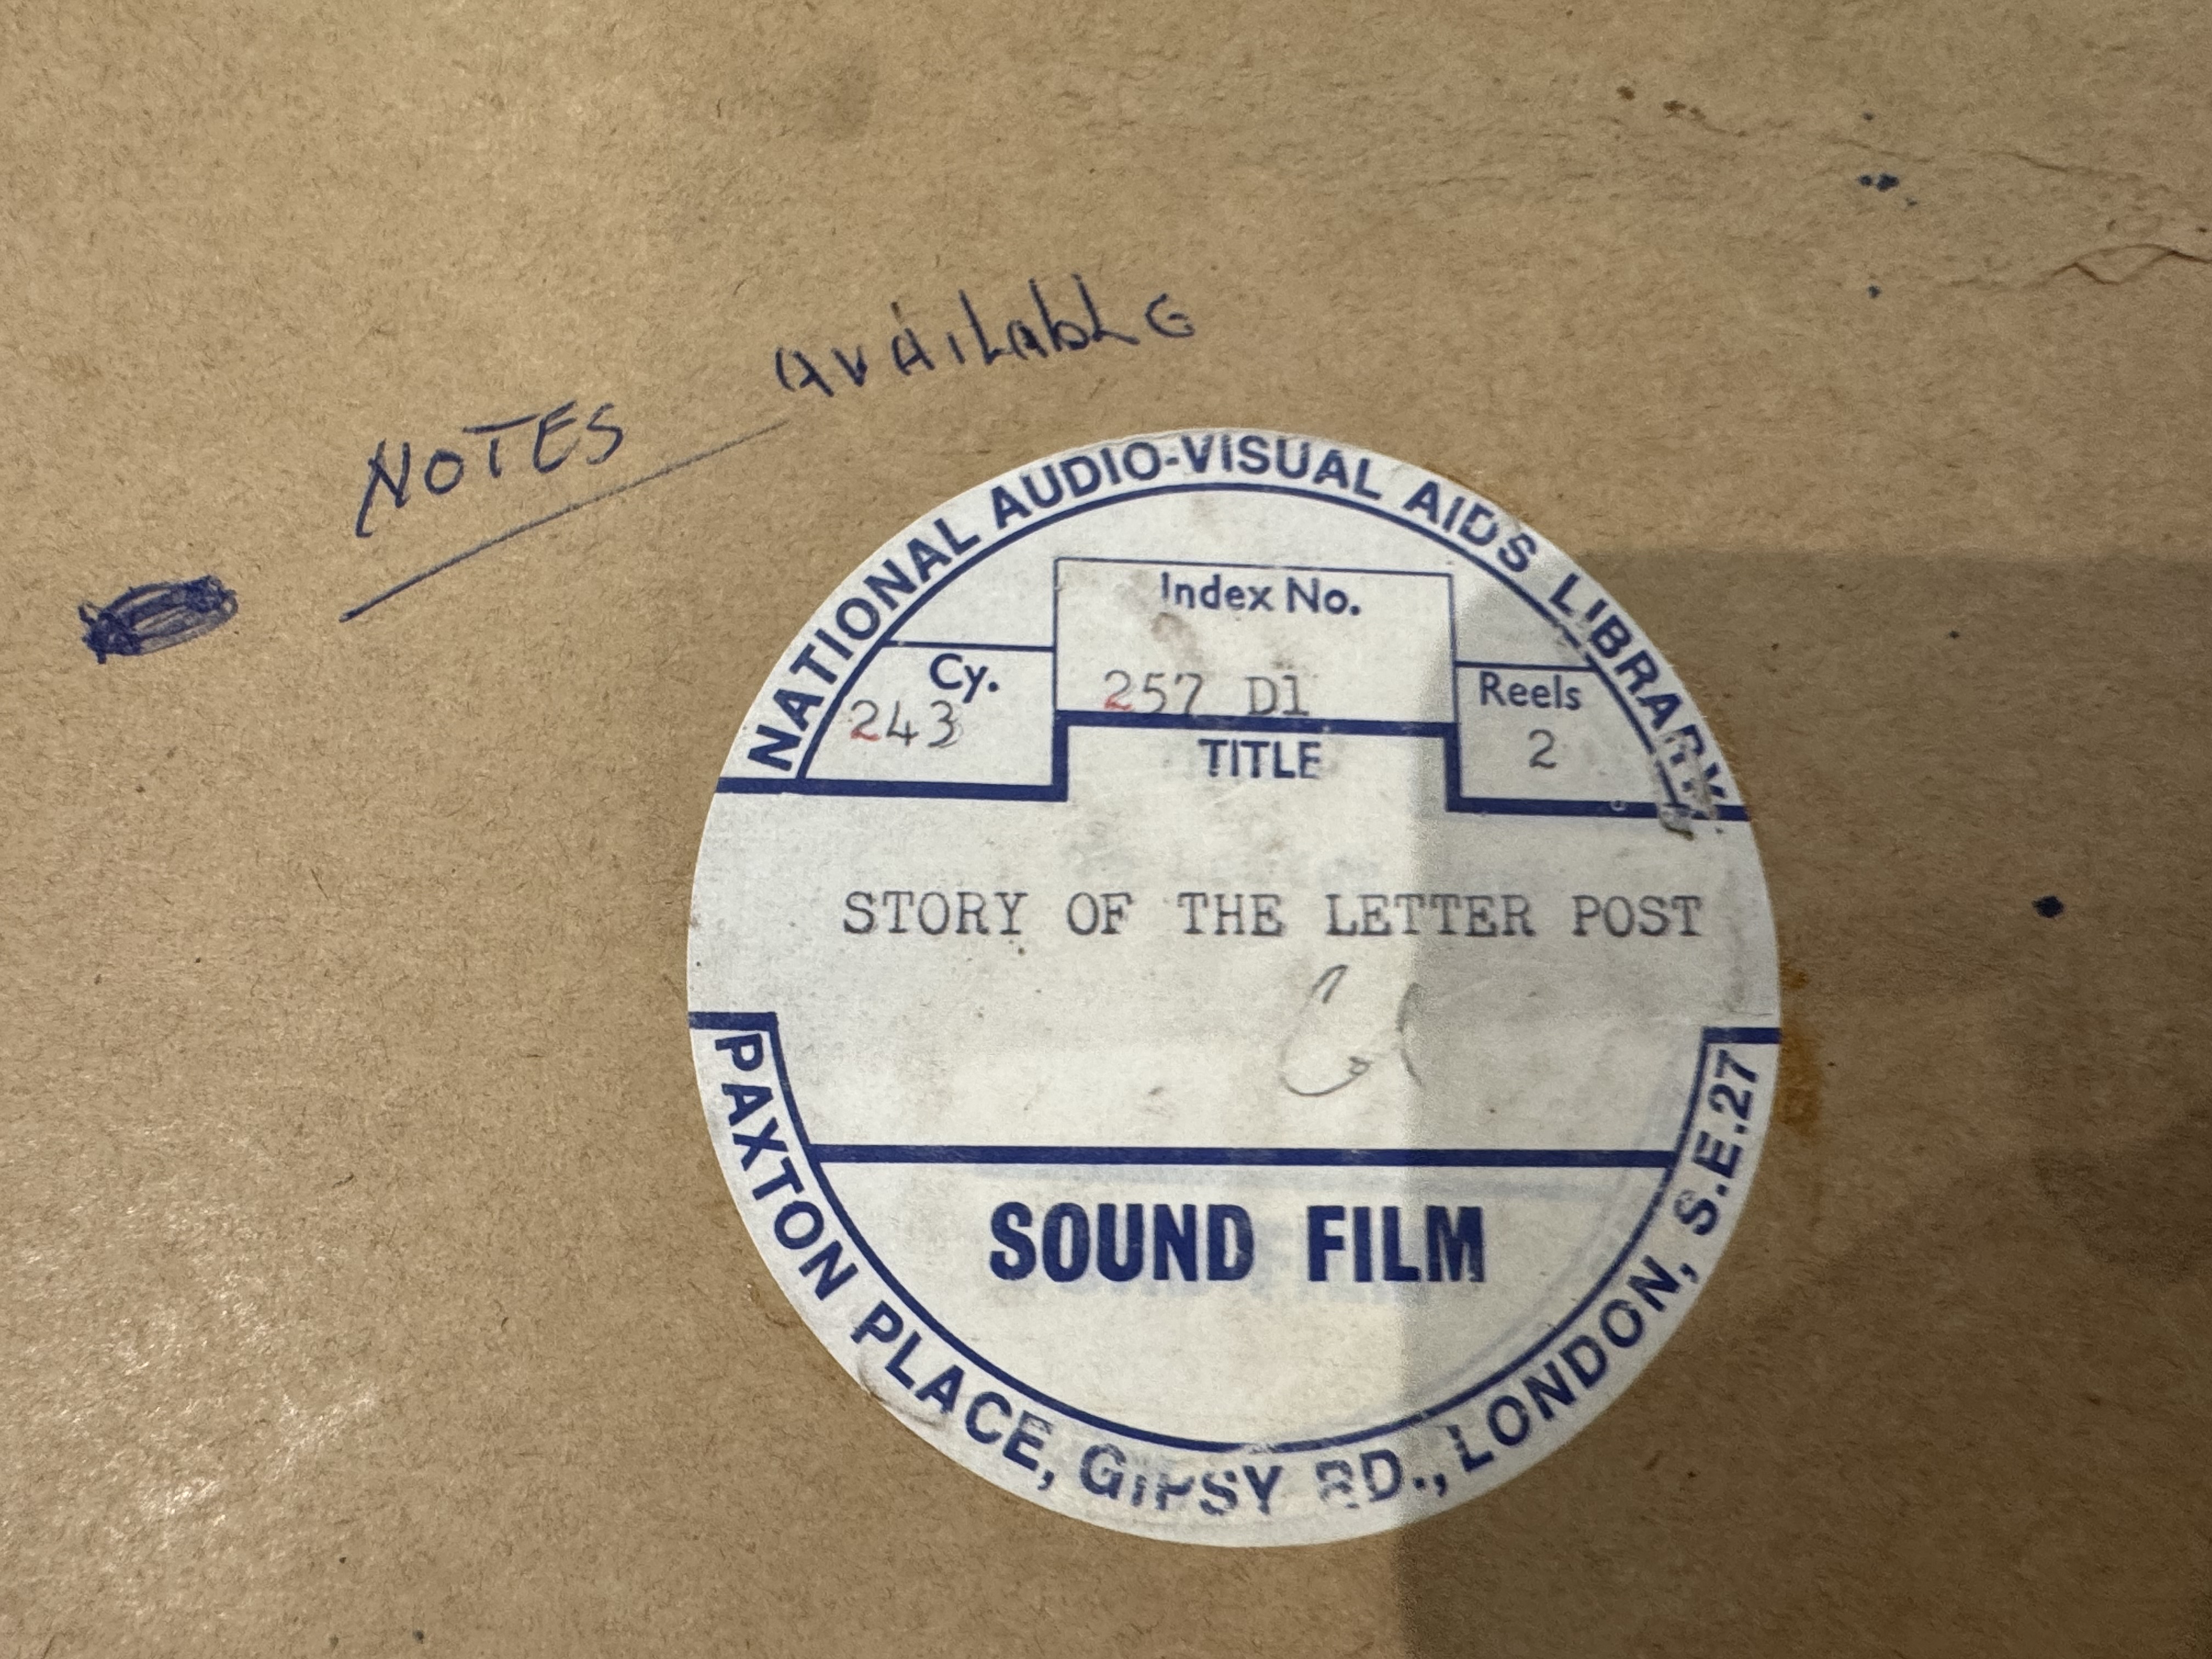 NOTES available
NATIONAL AUDIO-VISUAL AIDS LIBRARY
Index No.
257 D1
Cy.
243
Reels
2
TITLE
STORY OF THE LETTER POST
SOUND FILM
PAXTON PLACE, GIPSY RD., LONDON, S.E.27